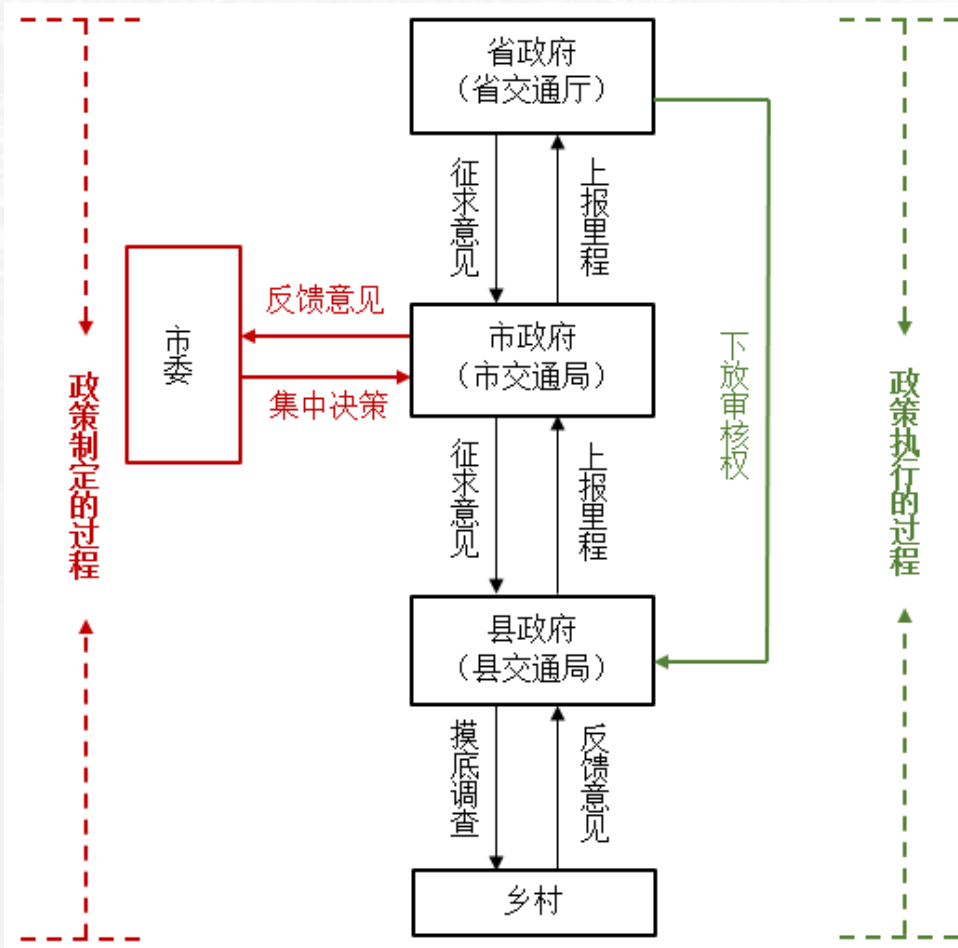 省政府
（省交通厅）
征求意见
上报里程
市委
反馈意见
集中决策
市政府
（市交通局）
下放审核权
政策制定的过程
政策执行的过程
征求意见
上报里程
县政府
（县交通局）
摸底调查
反馈意见
乡村